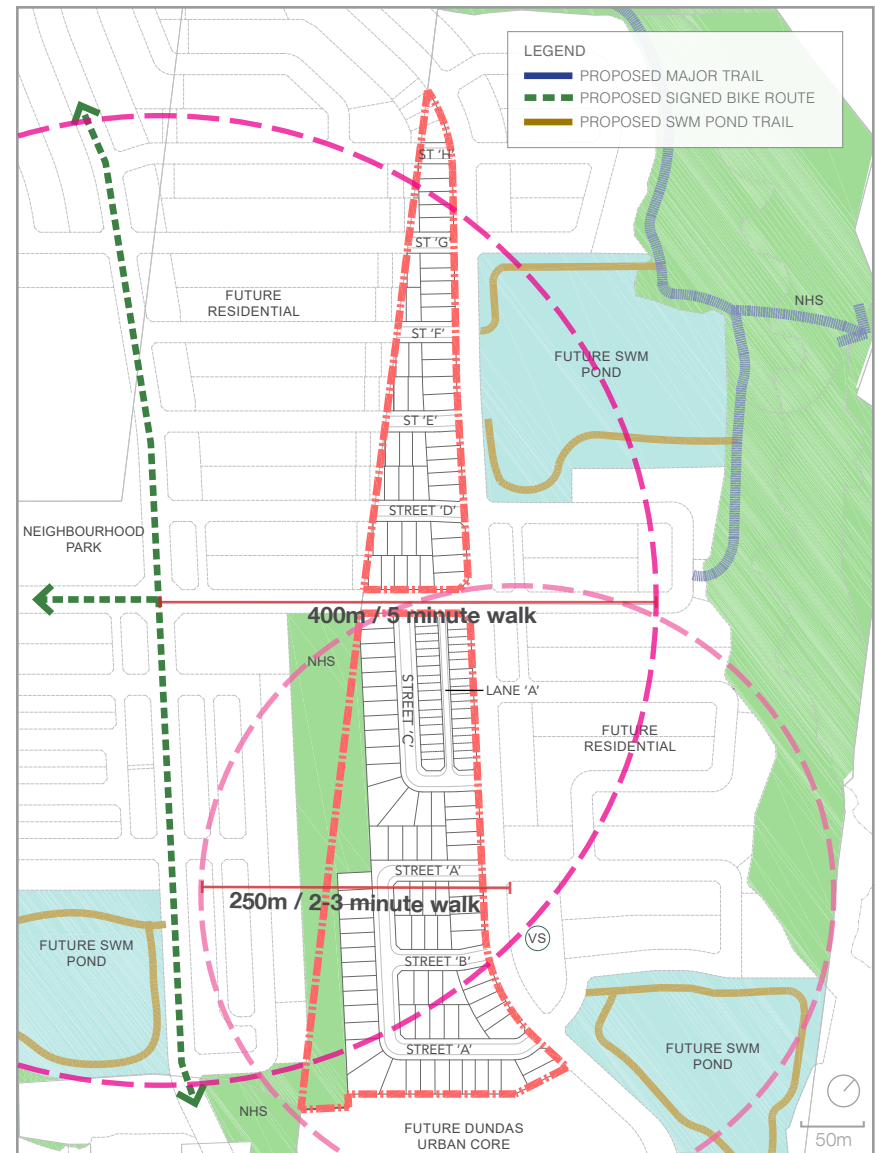 LEGEND
PROPOSED MAJOR TRAIL
PROPOSED SIGNED BIKE ROUTE
PROPOSED SWM POND TRAIL
ST 'H'
ST 'G'
NHS
FUTURE
RESIDENTIAL
ST 'F'
FUTURE SWM
POND
ST 'E'
STREET 'D'
NEIGHBOURHOOD
PARK
400m / 5 minute walk
NHS
STREET 'C'
LANE 'A'
FUTURE
RESIDENTIAL
STREET 'A'
250m / 2-3 minute walk
VS
FUTURE SWM
POND
STREET 'B'
STREET 'A'
FUTURE SWM
POND
NHS
FUTURE DUNDAS
URBAN CORE
50m